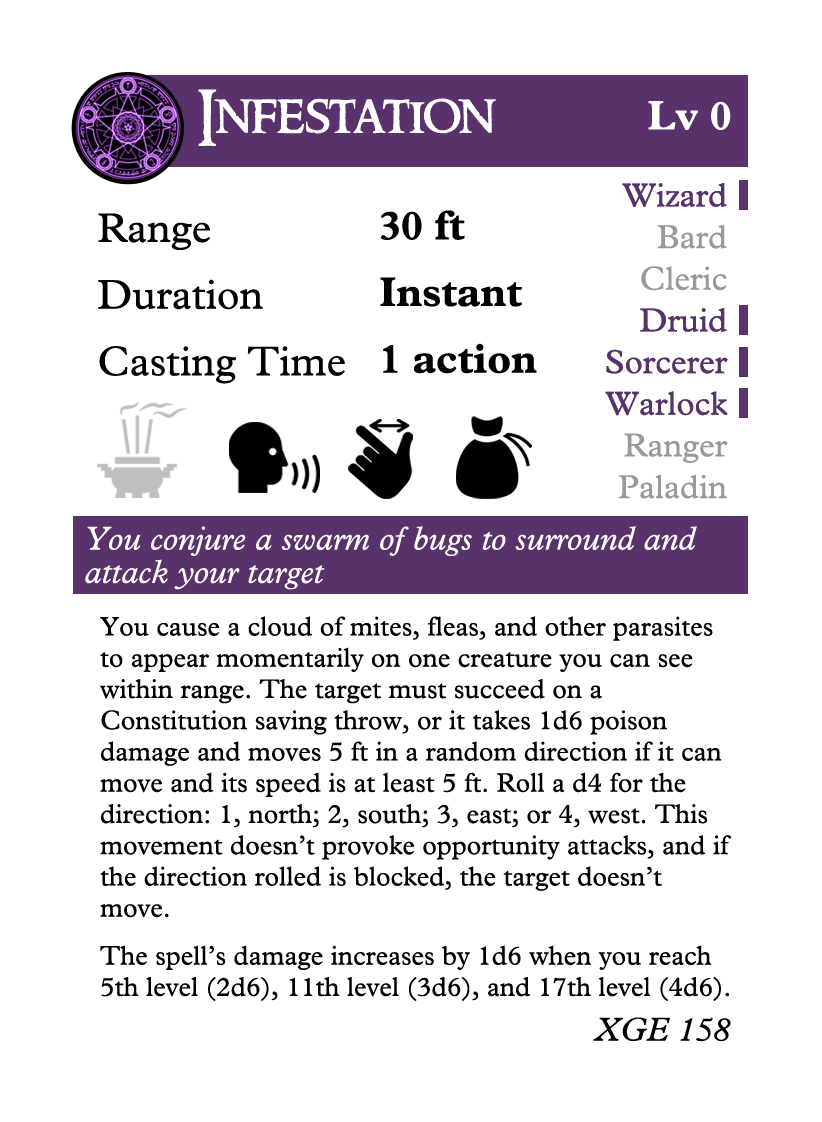 INFESTATION
Lv 0
Range 30 ft
Duration Instant
Casting Time 1 action
Wizard
Bard
Cleric
Druid
Sorcerer
Warlock
Ranger
Paladin
You conjure a swarm of bugs to surround and
attack your target
You cause a cloud of mites, fleas, and other parasites
to appear momentarily on one creature you can see
within range. The target must succeed on a
Constitution saving throw, or it takes 1d6 poison
damage and moves 5 ft in a random direction if it can
move and its speed is at least 5 ft. Roll a d4 for the
direction: 1, north; 2, south; 3, east; or 4, west. This
movement doesn’t provoke opportunity attacks, and if
the direction rolled is blocked, the target doesn’t
move.
The spell’s damage increases by 1d6 when you reach
5th level (2d6), 11th level (3d6), and 17th level (4d6).
XGE 158